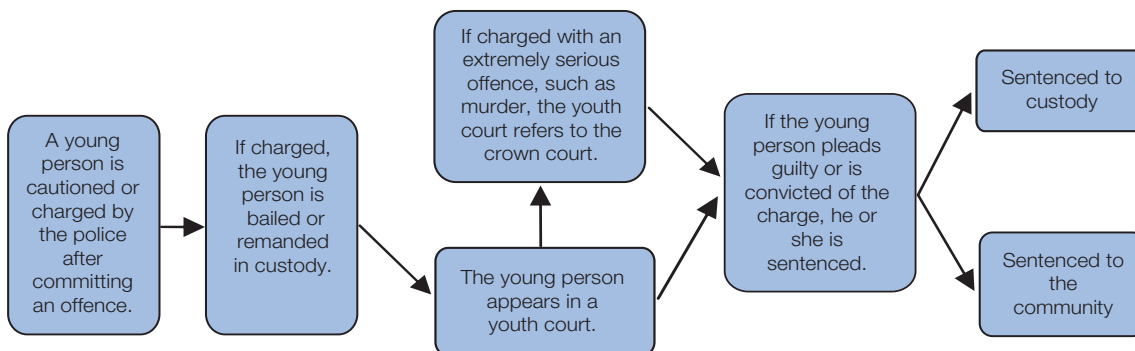 A young
person is
cautioned or
charged by
the police
after
committing
an offence.
If charged,
the young
person is
bailed or
remanded
in custody.
If charged with an
extremely serious
offence, such as
murder, the youth
court refers to the
crown court.
The young person
appears in a
youth court.
If the young
person pleads
guilty or is
convicted of the
charge, he or
she is
sentenced.
Sentenced to
custody
Sentenced to
the
community